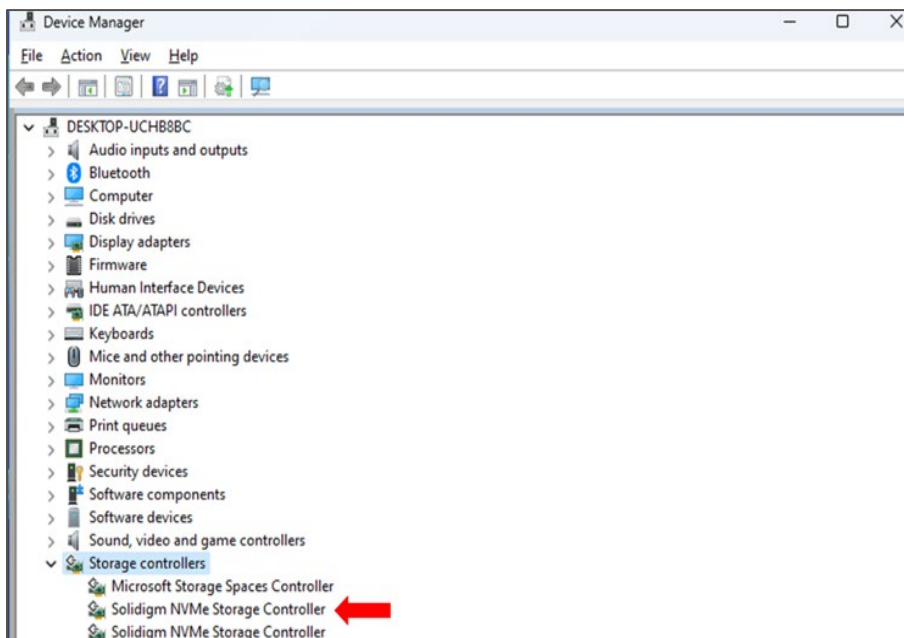 Device Manager
File Action View Help
DESKTOP-UCHB8BC
Audio inputs and outputs
Bluetooth
Computer
Disk drives
Display adapters
Firmware
Human Interface Devices
IDE ATA/ATAPI controllers
Keyboards
Mice and other pointing devices
Monitors
Network adapters
Print queues
Processors
Security devices
Software components
Software devices
Sound, video and game controllers
Storage controllers
Microsoft Storage Spaces Controller
Solidigm NVMe Storage Controller
Solidigm NVMe Storage Controller